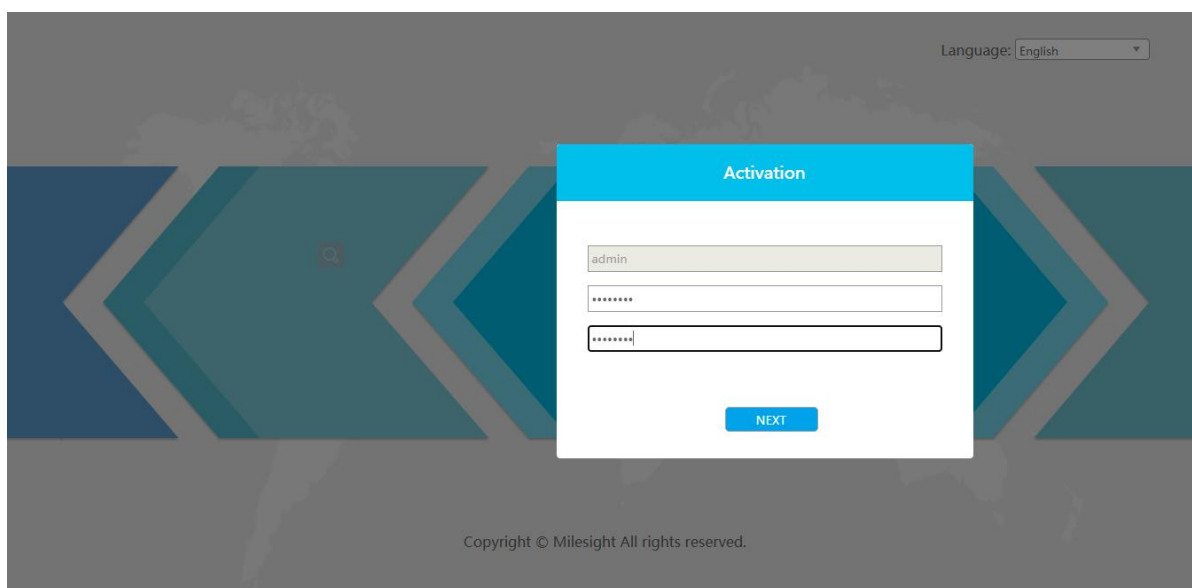 Language: English
Activation
admin
••••••••
••••••••
NEXT
Copyright © Milesight All rights reserved.